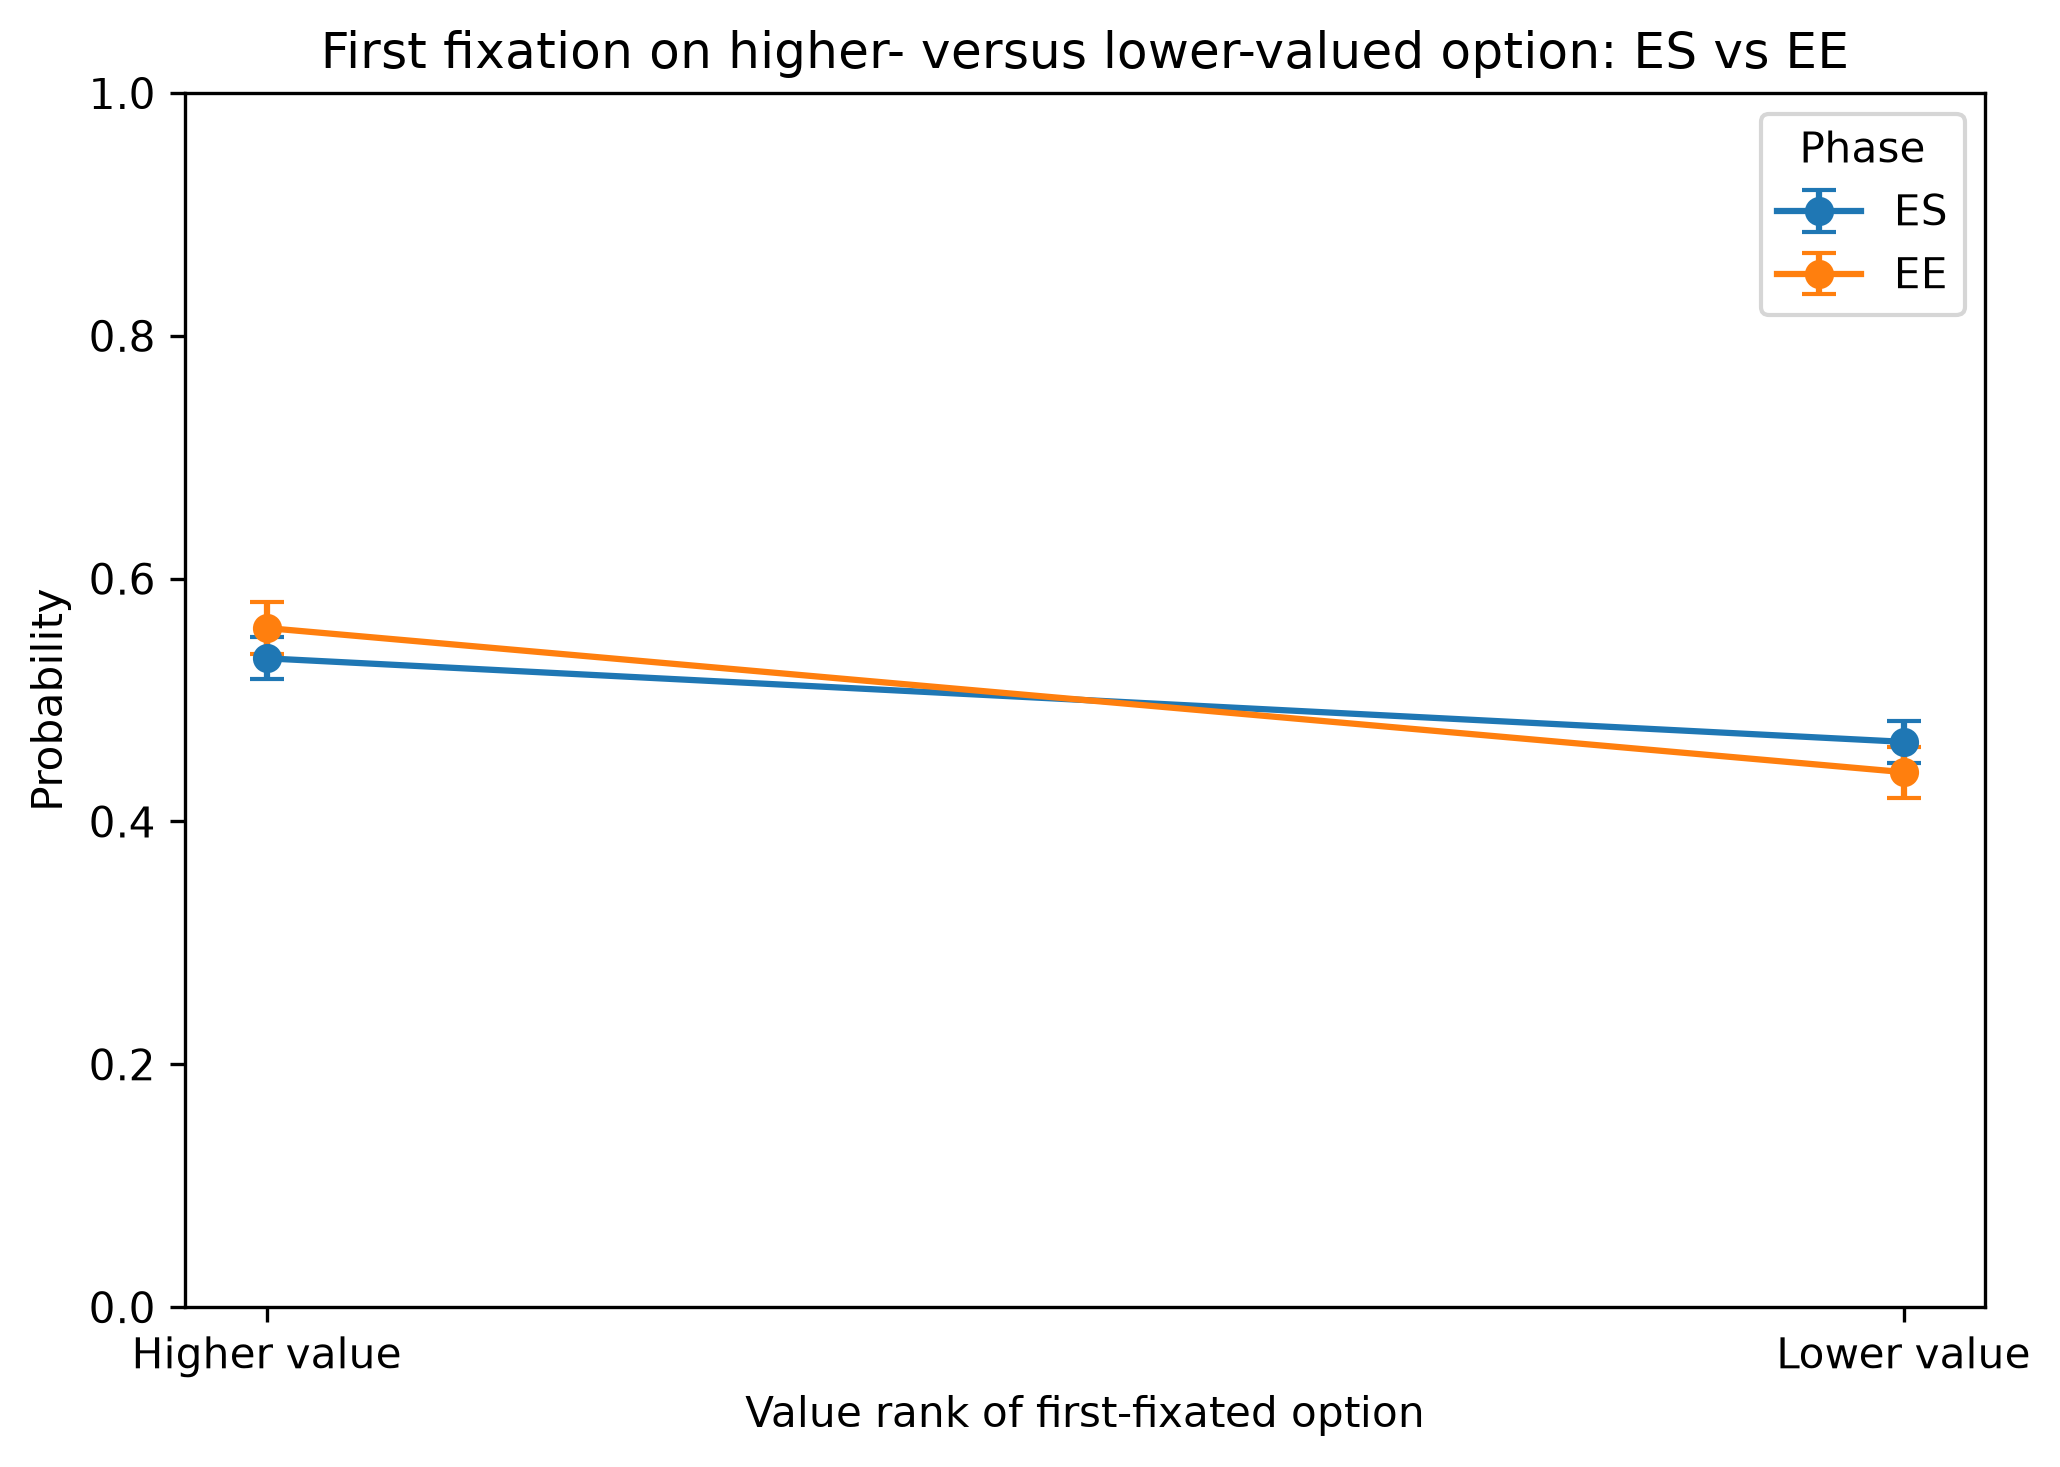 First fixation on higher- versus lower-valued option: ES vs EE
1.0
0.8
0.6
0.4
0.2
0.0
Probability
Phase
ES
EE
Higher value
Lower value
Value rank of first-fixated option